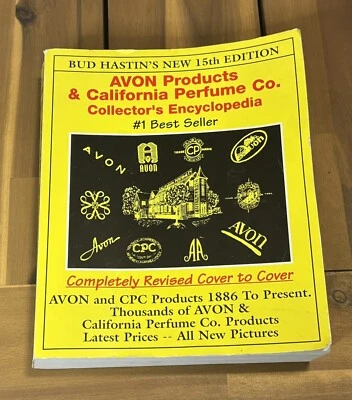 BUD HASTIN'S NEW 15th EDITION
AVON Products
& California Perfume Co.
Collector's Encyclopedia
#1 Best Seller
AVON
A
AVON
CP
Avon
Avon
CPC
AA
AVON
Completely Revised Cover to Cover
AVON and CPC Products 1886 To Present.
Thousands of AVON &
California Perfume Co. Products
Latest Prices -- All New Pictures